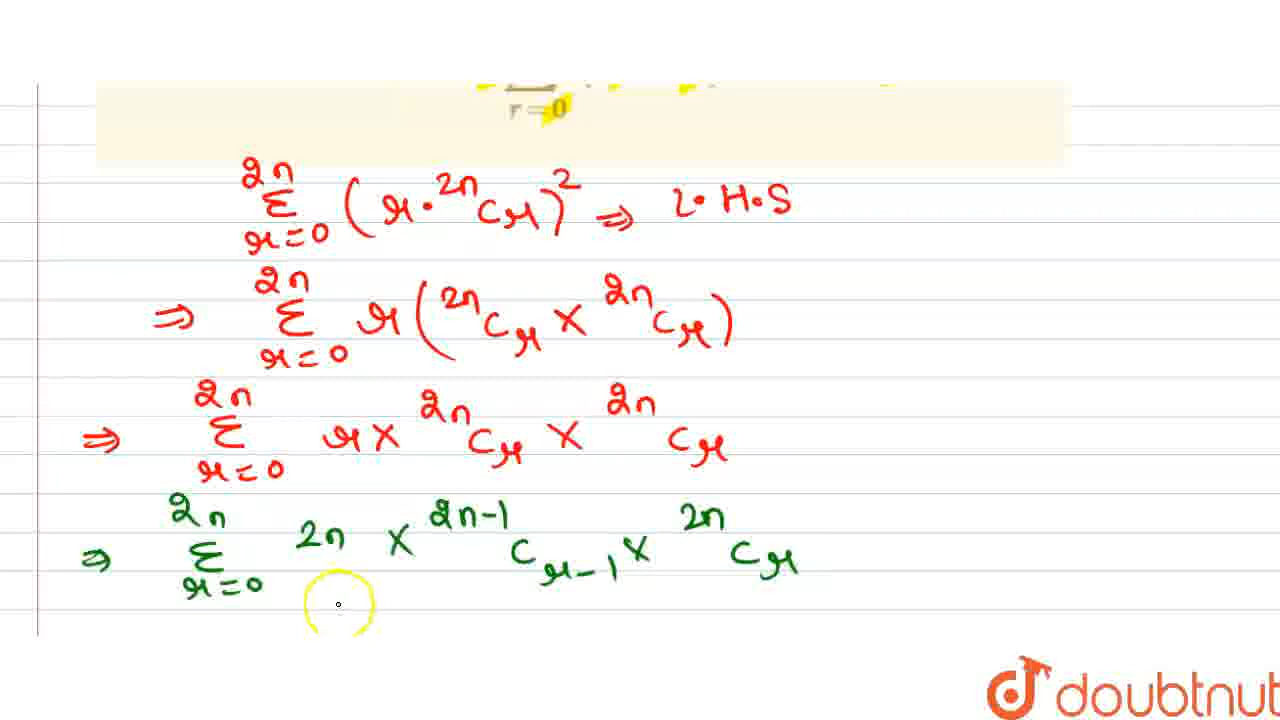 r=0
2n
Σ (r·²ⁿCr)² ⇒ L.H.S
r=0
2n
⇒ Σ r(²ⁿCr × ²ⁿCr)
r=0
2n
⇒ Σ r × ²ⁿCr × ²ⁿCr
r=0
2n
⇒ Σ 2n × ²ⁿ⁻¹Cr-1 × ²ⁿCr
r=0
doubtnut